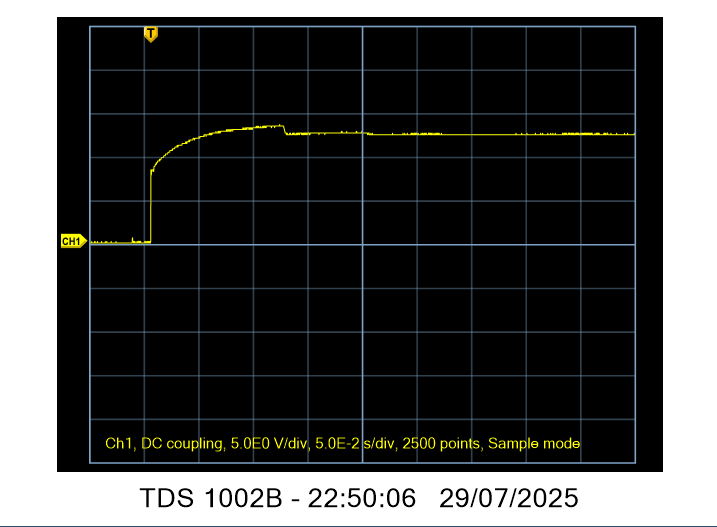 T
CH1
Ch1, DC coupling, 5.0E0 V/div, 5.0E-2 s/div, 2500 points, Sample mode
TDS 1002B - 22:50:06 29/07/2025